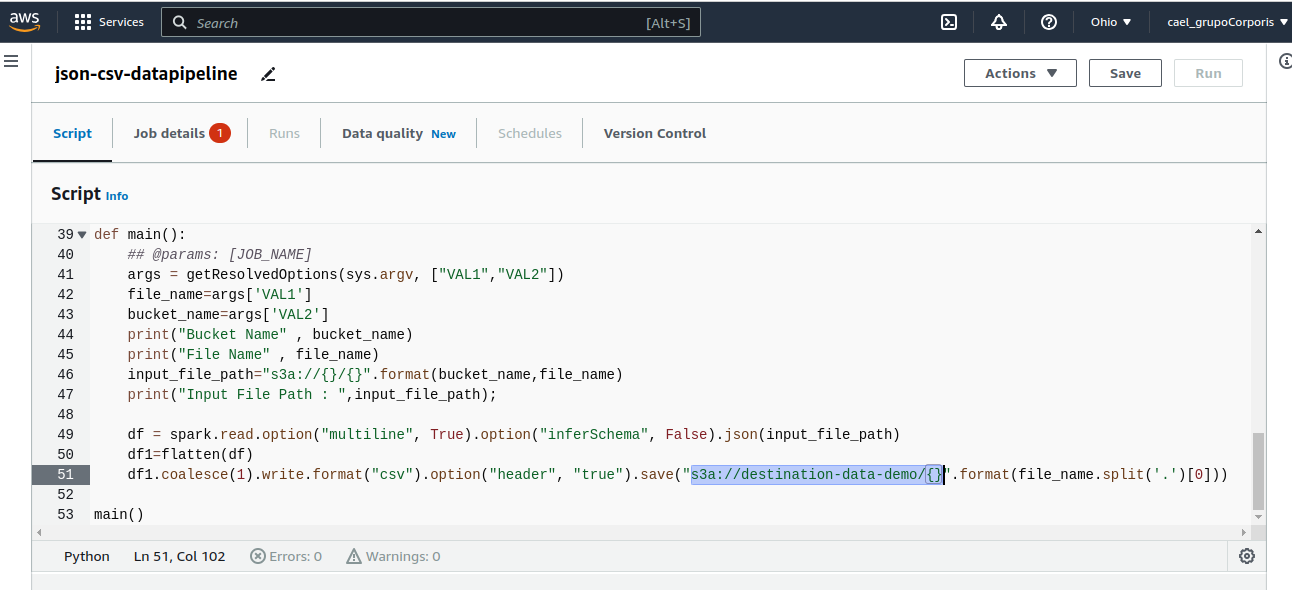 aws Services Search [Alt+S] Ohio ▼ cael_grupoCorporis ▼
json-csv-datapipeline Actions ▼ Save Run
Script Job details 1 Runs Data quality New Schedules Version Control
Script Info
39 def main():
40     ## @params: [JOB_NAME]
41     args = getResolvedOptions(sys.argv, ["VAL1","VAL2"])
42     file_name=args['VAL1']
43     bucket_name=args['VAL2']
44     print("Bucket Name" , bucket_name)
45     print("File Name" , file_name)
46     input_file_path="s3a://{}/{}".format(bucket_name,file_name)
47     print("Input File Path : ",input_file_path);
48
49     df = spark.read.option("multiline", True).option("inferSchema", False).json(input_file_path)
50     df1=flatten(df)
51     df1.coalesce(1).write.format("csv").option("header", "true").save("s3a://destination-data-demo/{}".format(file_name.split('.')[0]))
52
53 main()
Python Ln 51, Col 102 Errors: 0 Warnings: 0